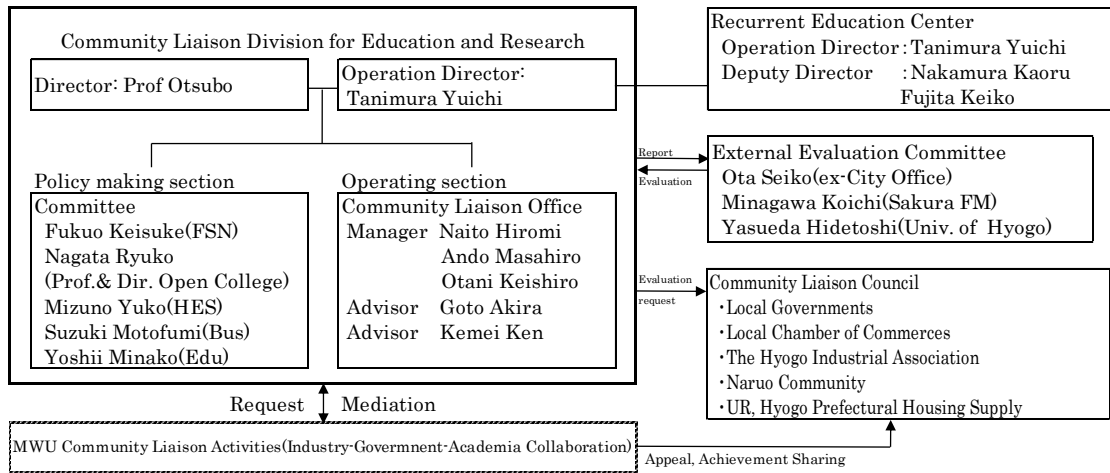 Community Liaison Division for Education and Research
Director: Prof Otsubo
Operation Director:
Tanimura Yuichi
Policy making section
Committee
Fukuo Keisuke(FSN)
Nagata Ryuko
(Prof.& Dir. Open College)
Mizuno Yuko(HES)
Suzuki Motofumi(Bus)
Yoshii Minako(Edu)
Operating section
Community Liaison Office
Manager Naito Hiromi
Ando Masahiro
Otani Keishiro
Advisor Goto Akira
Advisor Kemei Ken
Recurrent Education Center
Operation Director:Tanimura Yuichi
Deputy Director :Nakamura Kaoru
Fujita Keiko
Report
Evaluation
External Evaluation Committee
Ota Seiko(ex-City Office)
Minagawa Koichi(Sakura FM)
Yasueda Hidetoshi(Univ. of Hyogo)
Evaluation
request
Community Liaison Council
・Local Governments
・Local Chamber of Commerces
・The Hyogo Industrial Association
・Naruo Community
・UR, Hyogo Prefectural Housing Supply
Request Mediation
MWU Community Liaison Activities(Industry-Govermnent-Academia Collaboration)
Appeal, Achievement Sharing